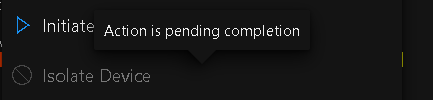 Initiate
Action is pending completion
Isolate Device